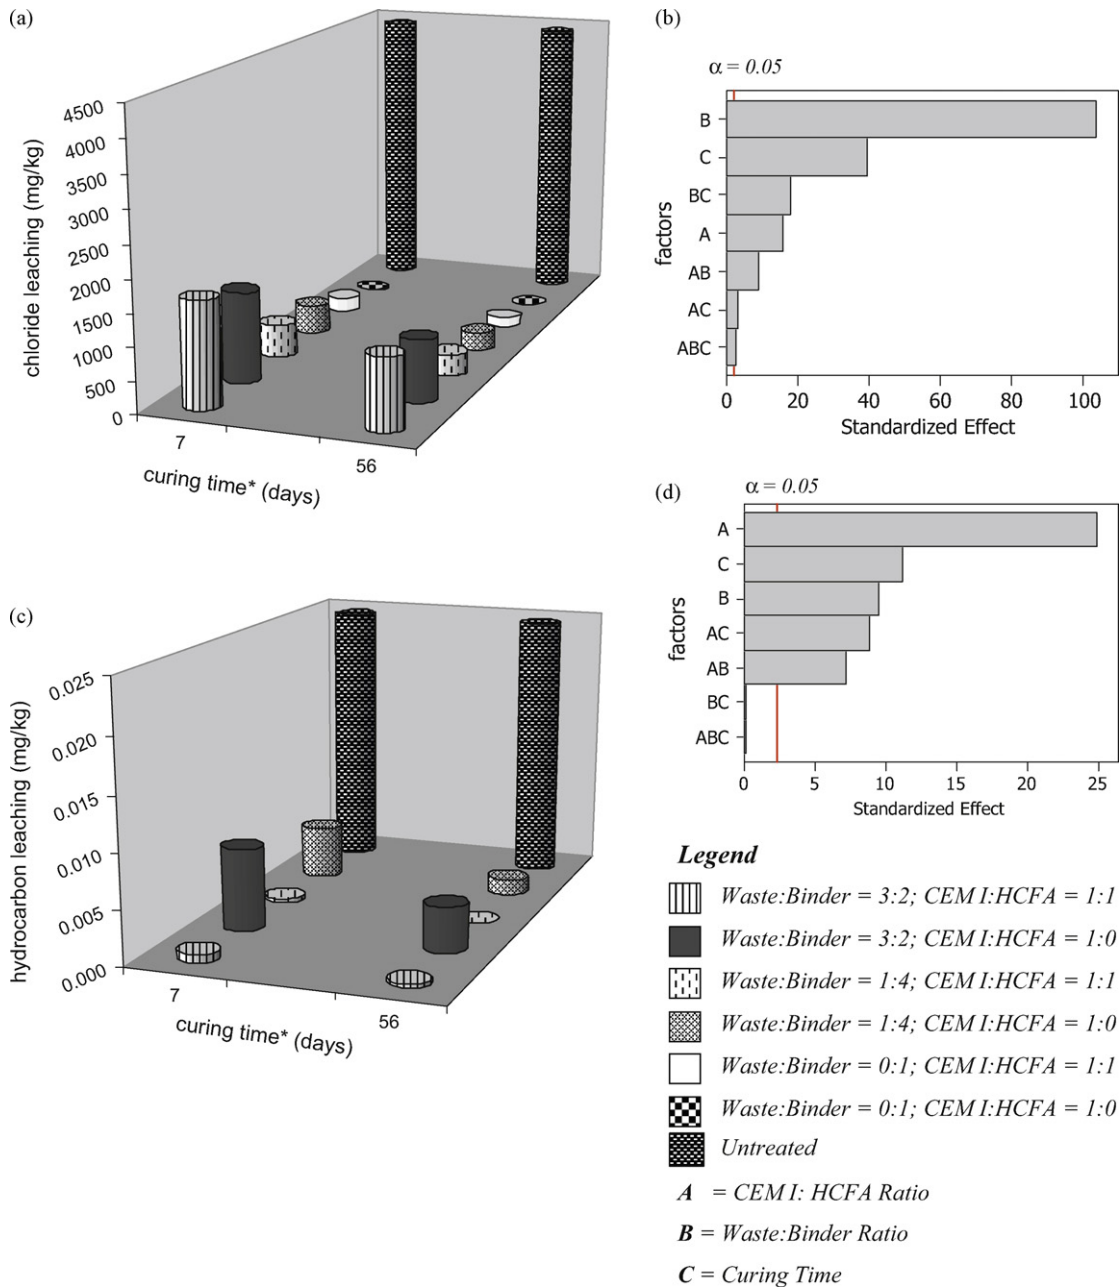 (a)
4500
4000
3500
3000
2500
2000
1500
1000
500
0
chloride leaching (mg/kg)
7
56
curing time* (days)
(b)
α = 0.05
B
C
BC
A
AB
AC
ABC
factors
0 20 40 60 80 100
Standardized Effect
(c)
0.025
0.020
0.015
0.010
0.005
0.000
hydrocarbon leaching (mg/kg)
7
56
curing time* (days)
(d)
α = 0.05
A
C
B
AC
AB
BC
ABC
factors
0 5 10 15 20 25
Standardized Effect
Legend
Waste:Binder = 3:2; CEM I:HCFA = 1:1
Waste:Binder = 3:2; CEM I:HCFA = 1:0
Waste:Binder = 1:4; CEM I:HCFA = 1:1
Waste:Binder = 1:4; CEM I:HCFA = 1:0
Waste:Binder = 0:1; CEM I:HCFA = 1:1
Waste:Binder = 0:1; CEM I:HCFA = 1:0
Untreated
A = CEM I: HCFA Ratio
B = Waste:Binder Ratio
C = Curing Time